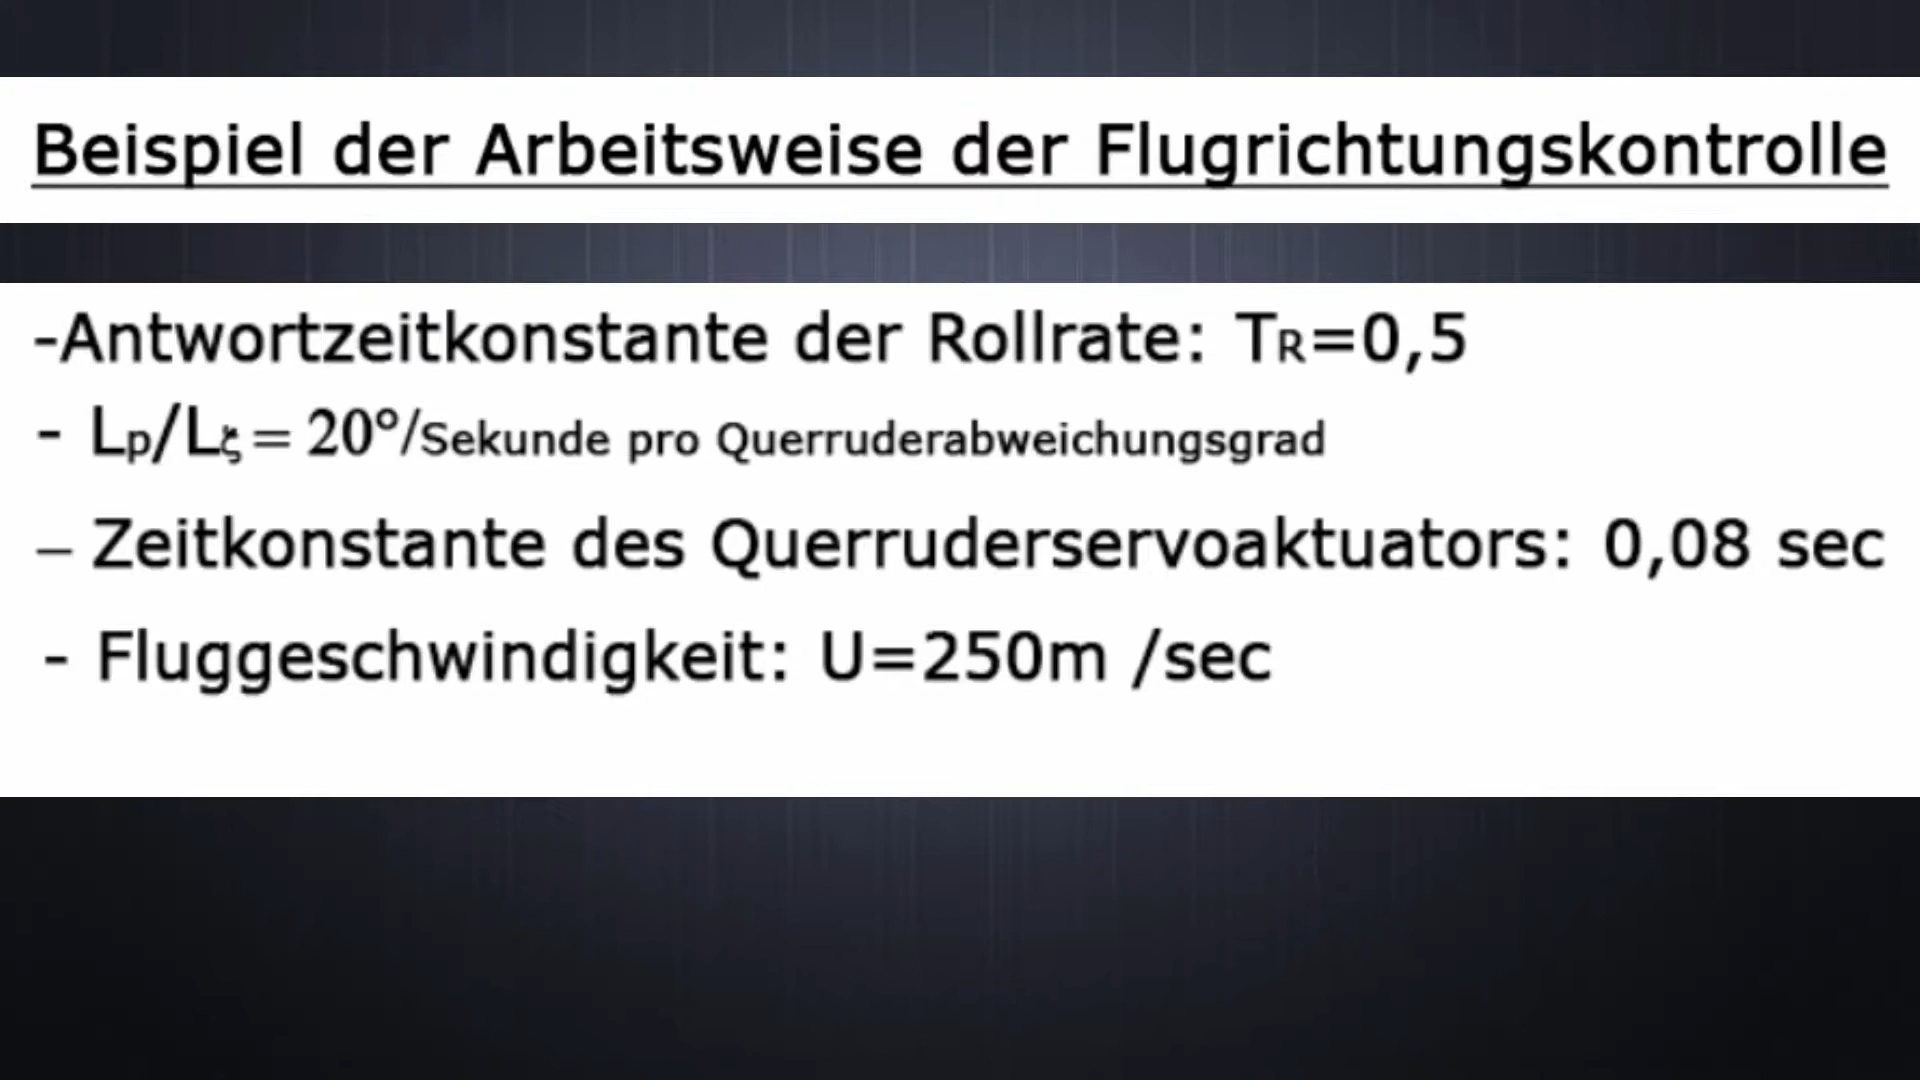 Beispiel der Arbeitsweise der Flugrichtungskontrolle
-Antwortzeitkonstante der Rollrate: TR=0,5
- Lp/Lξ = 20°/Sekunde pro Querruderabweichungsgrad
– Zeitkonstante des Querruderservoaktuators: 0,08 sec
- Fluggeschwindigkeit: U=250m /sec